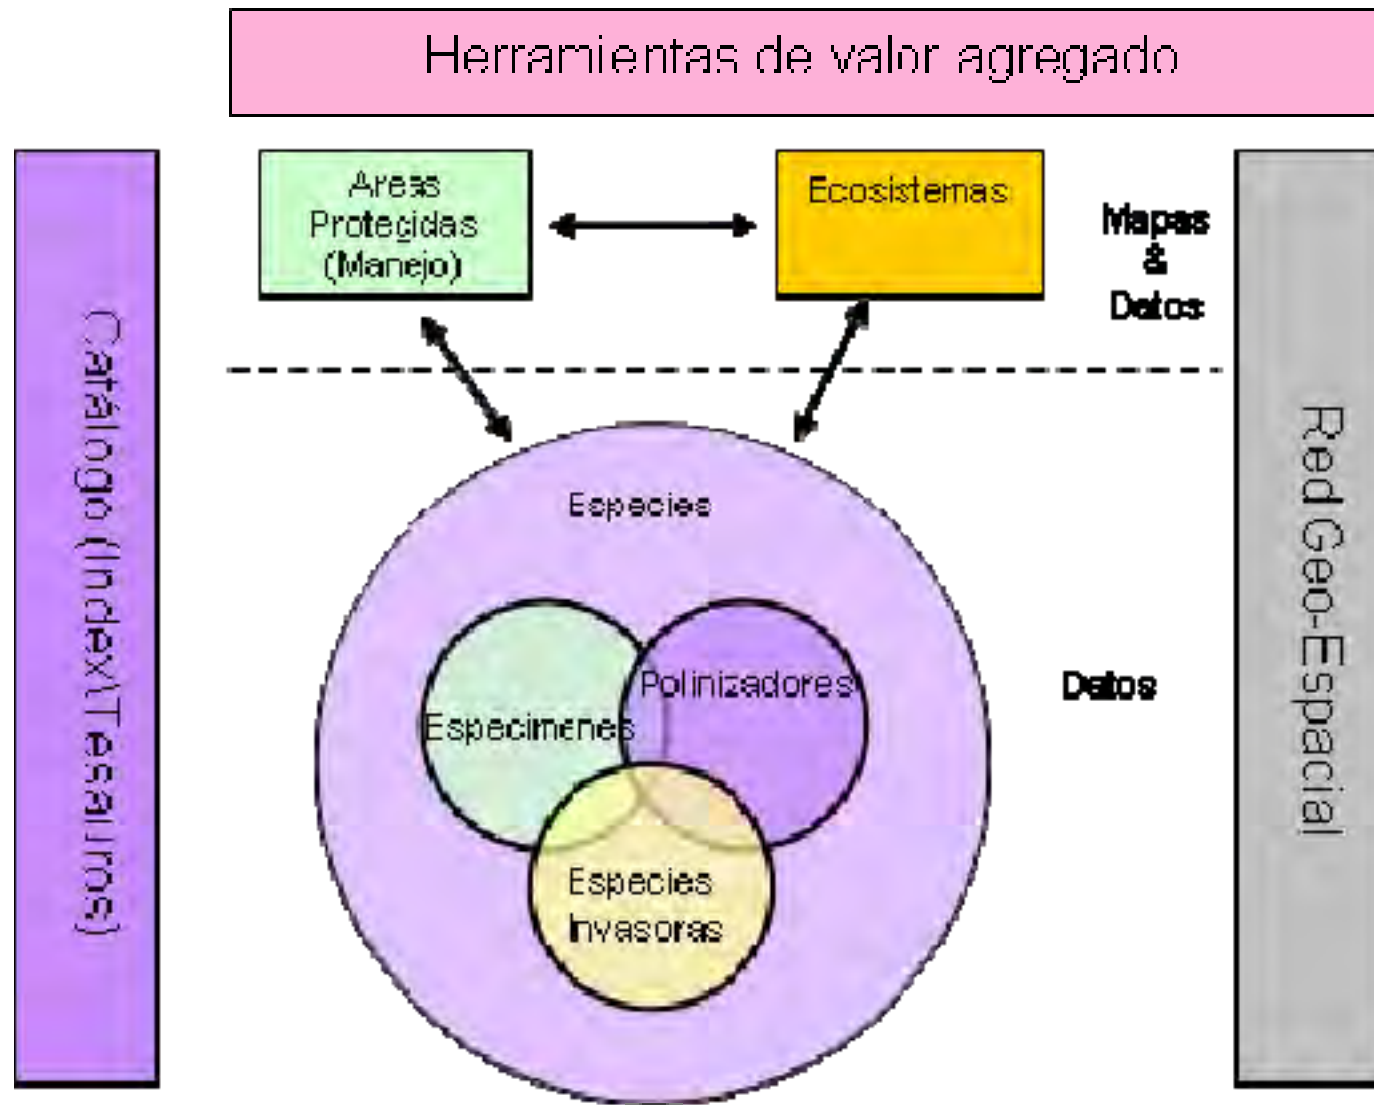 Herramientas de valor agregado
Areas
Protegidas
(Manejo)
Ecosistemas
Mapas
&
Datos
Catálogo (Index\Tesauros)
Red Geo-Espacial
Especies
Polinizadores
Especimenes
Datos
Especies
Invasoras